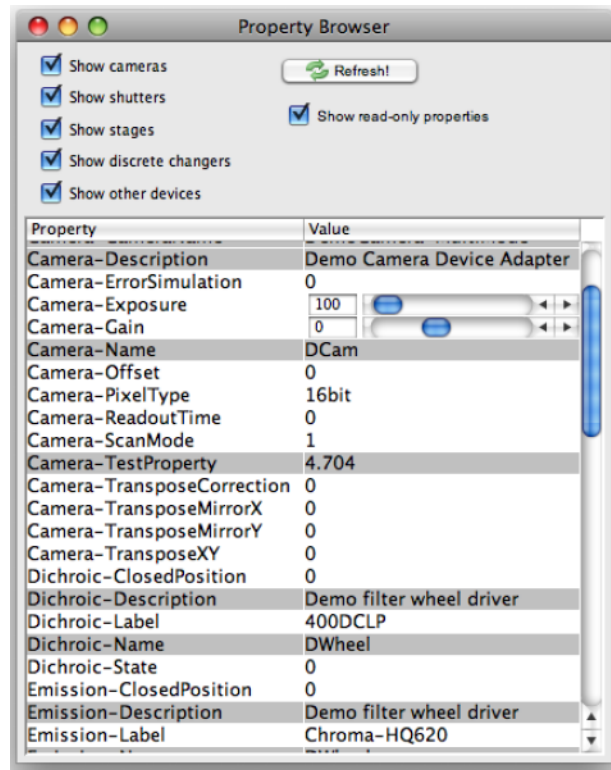 Property Browser
Show cameras
Refresh!
Show shutters
Show read-only properties
Show stages
Show discrete changers
Show other devices
Property Value
Camera-Description Demo Camera Device Adapter
Camera-ErrorSimulation 0
Camera-Exposure 100
Camera-Gain 0
Camera-Name DCam
Camera-Offset 0
Camera-PixelType 16bit
Camera-ReadoutTime 0
Camera-ScanMode 1
Camera-TestProperty 4.704
Camera-TransposeCorrection 0
Camera-TransposeMirrorX 0
Camera-TransposeMirrorY 0
Camera-TransposeXY 0
Dichroic-ClosedPosition 0
Dichroic-Description Demo filter wheel driver
Dichroic-Label 400DCLP
Dichroic-Name DWheel
Dichroic-State 0
Emission-ClosedPosition 0
Emission-Description Demo filter wheel driver
Emission-Label Chroma-HQ620